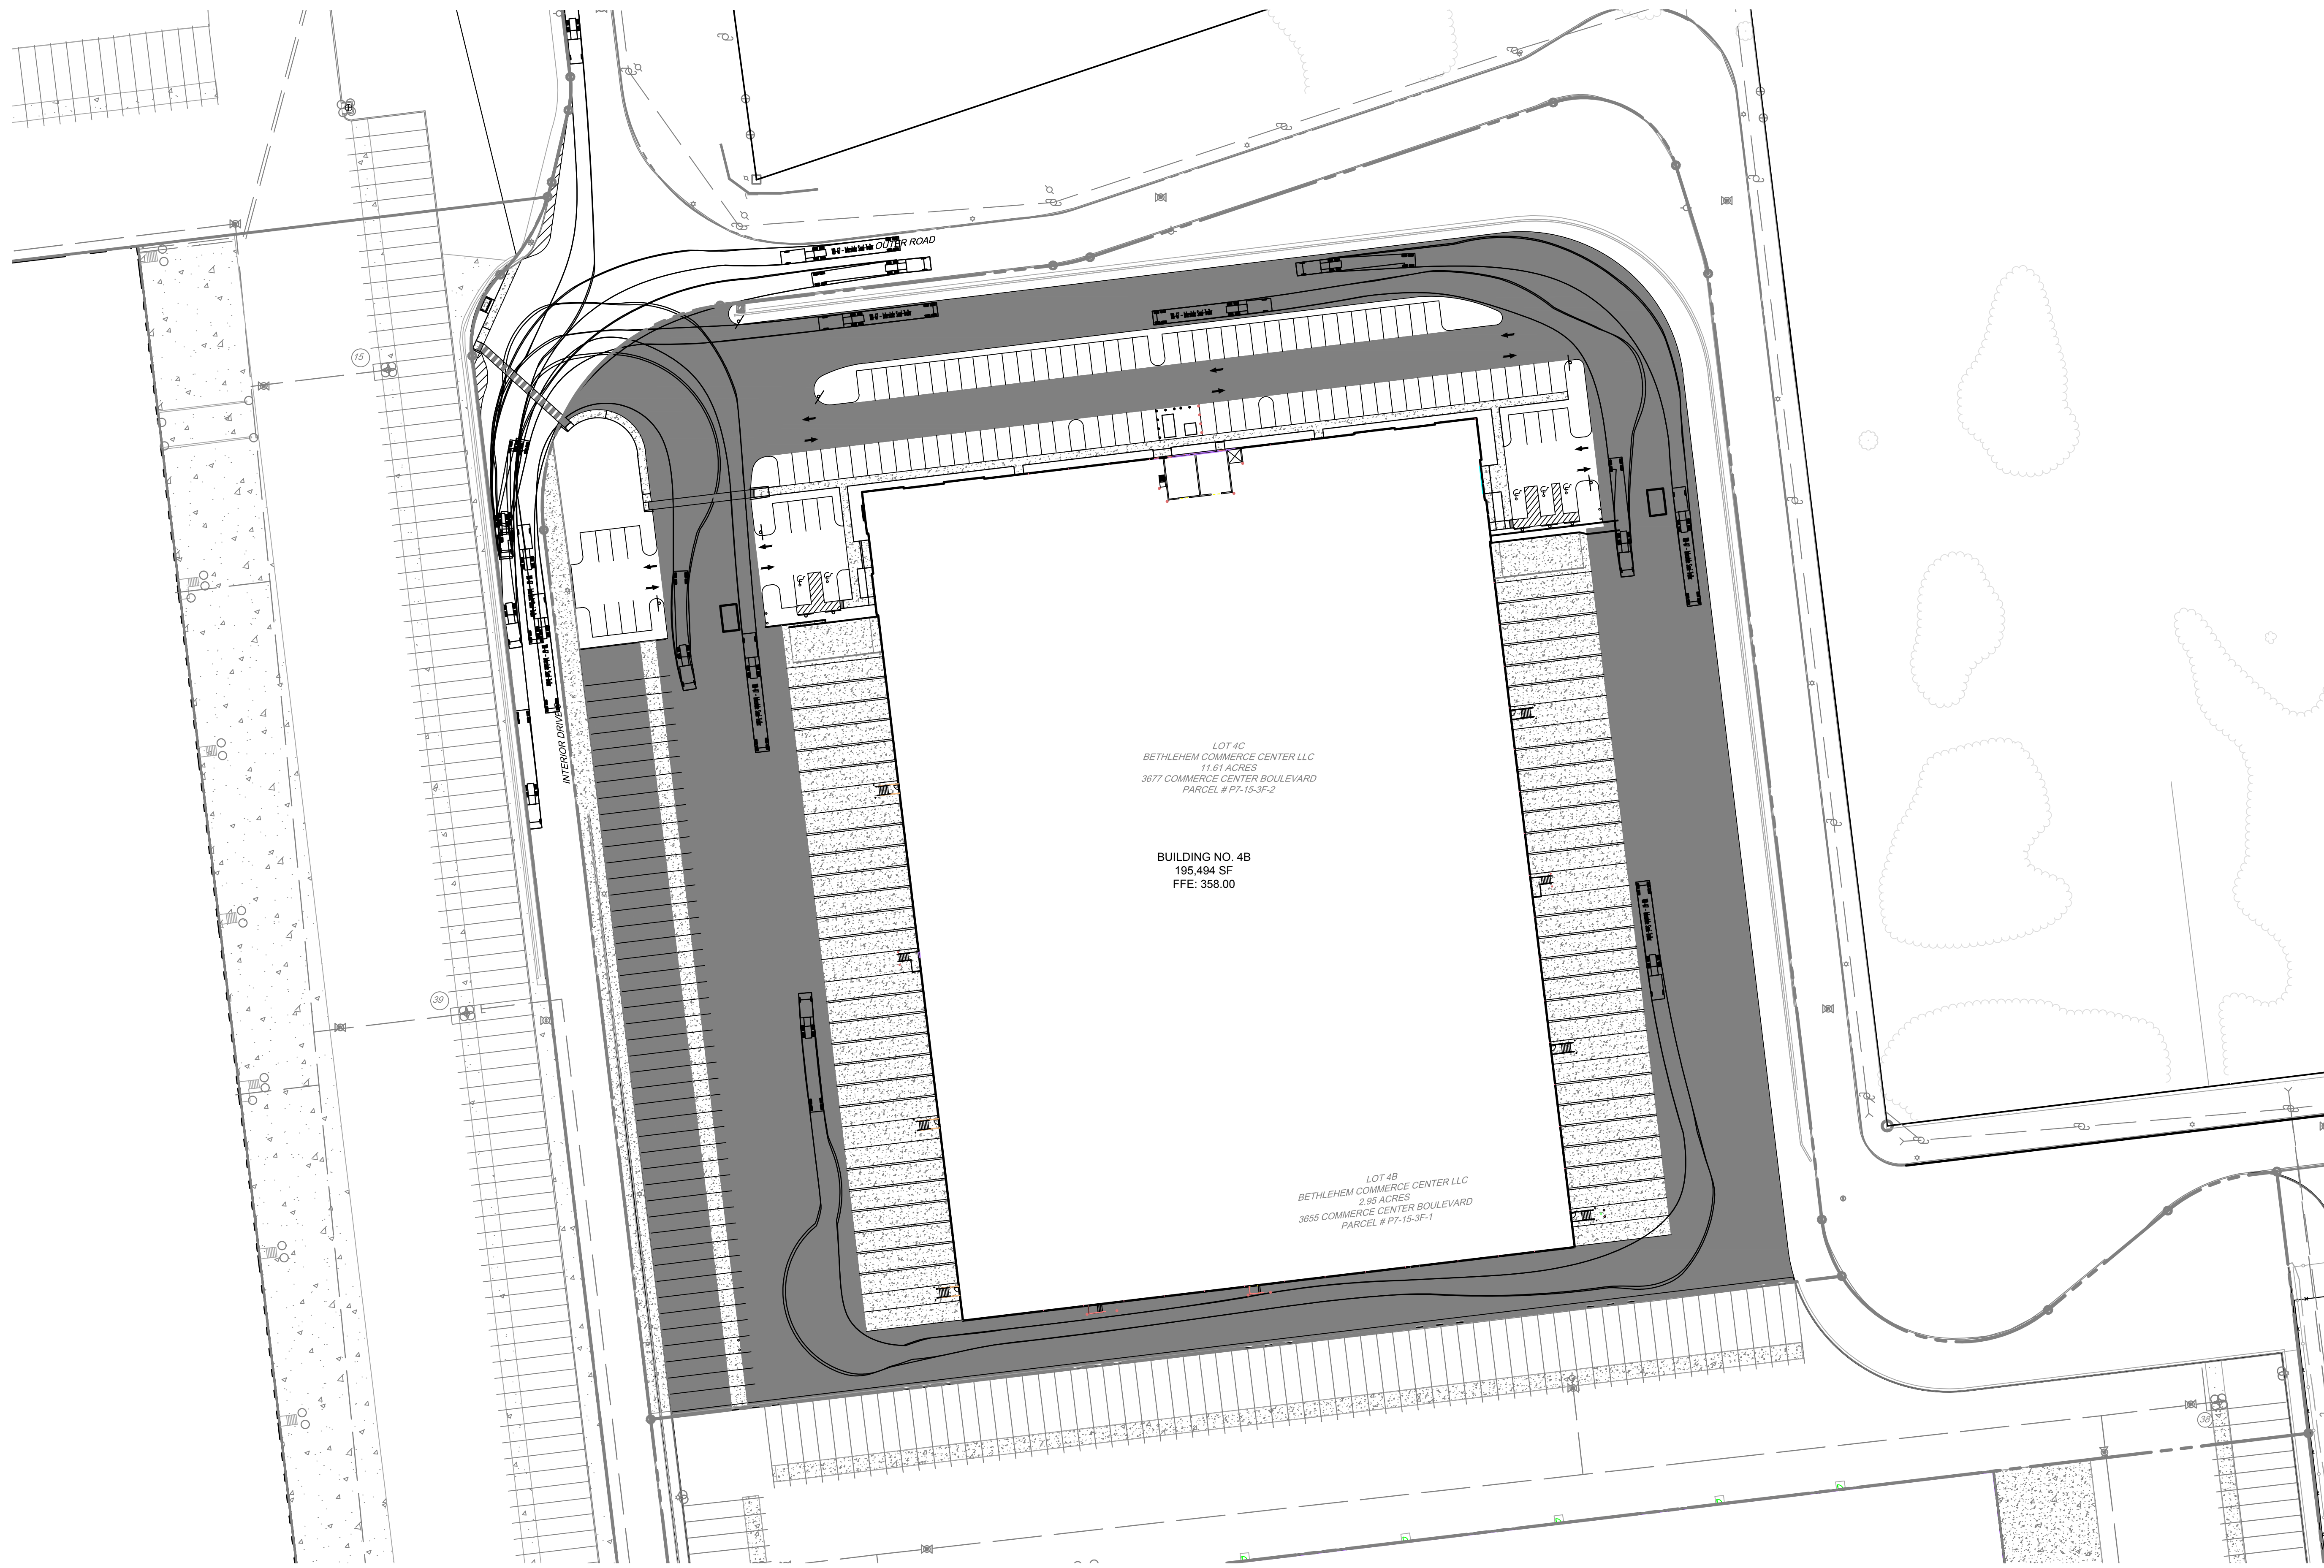 OUTER ROAD
15
INTERIOR DRIVE
LOT 4C
BETHLEHEM COMMERCE CENTER LLC
11.61 ACRES
3677 COMMERCE CENTER BOULEVARD
PARCEL # P7-15-3F-2
BUILDING NO. 4B
195,494 SF
FFE: 358.00
39
E
LOT 4B
BETHLEHEM COMMERCE CENTER LLC
2.95 ACRES
3655 COMMERCE CENTER BOULEVARD
PARCEL # P7-15-3F-1
38